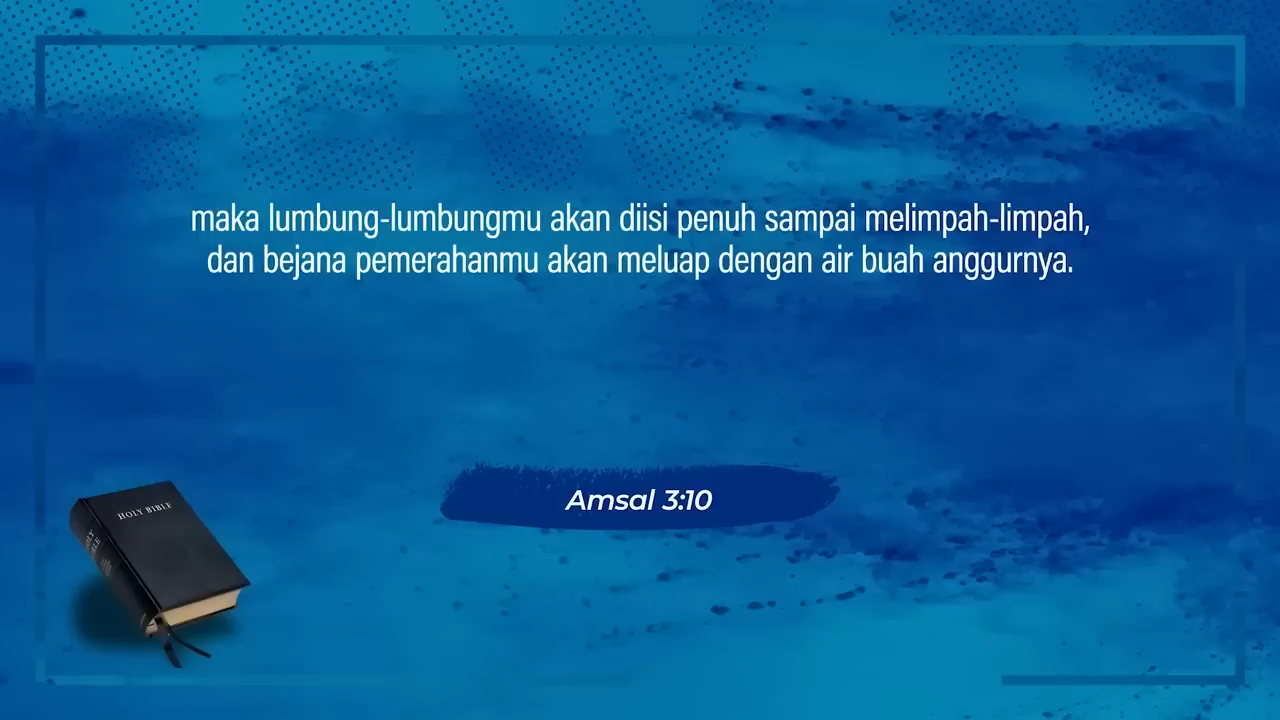 maka lumbung-lumbungmu akan diisi penuh sampai melimpah-limpah,
dan bejana pemerahanmu akan meluap dengan air buah anggurnya.
Amsal 3:10
HOLY BIBLE